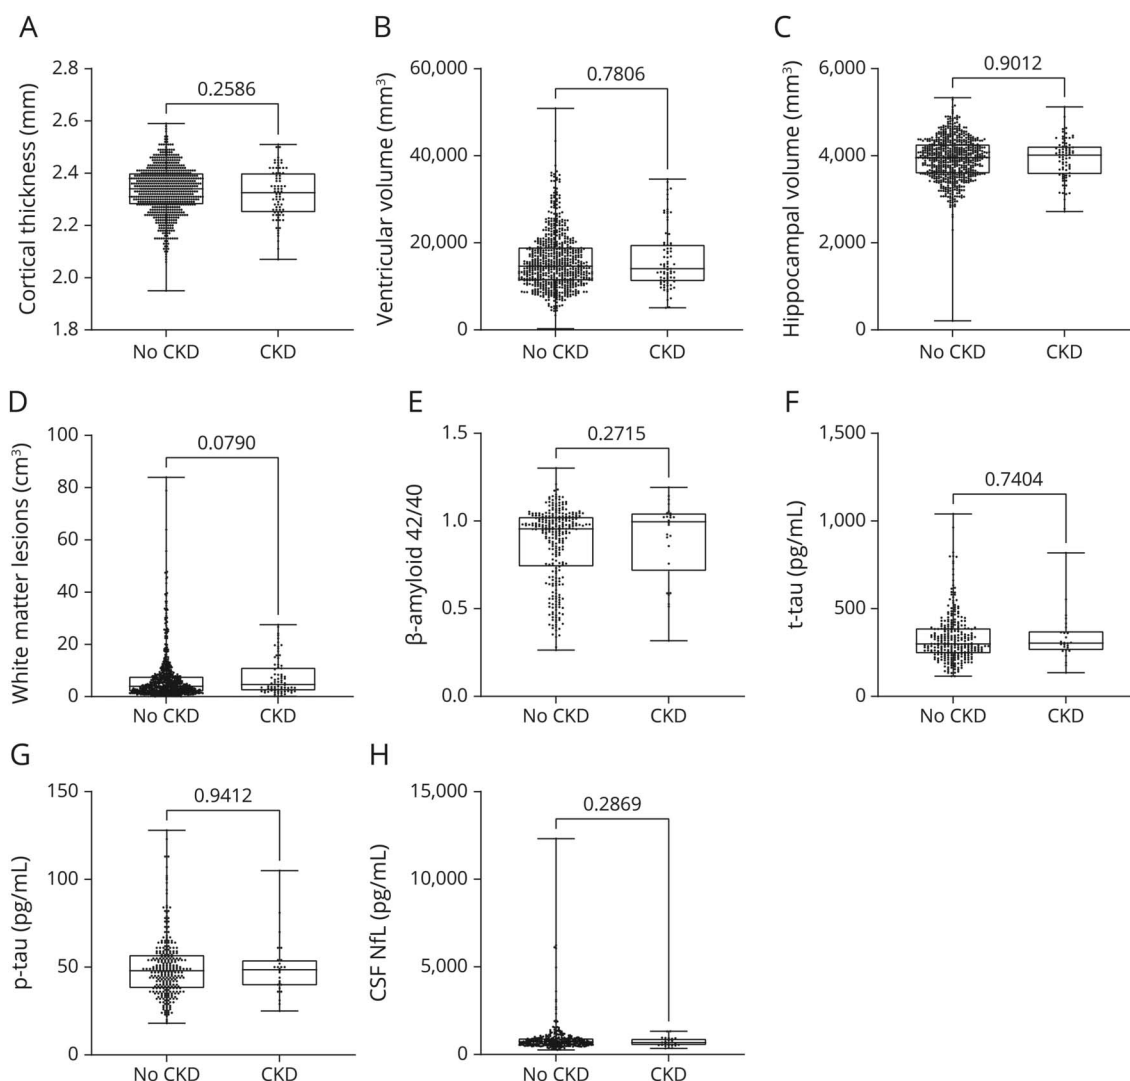 A
Cortical thickness (mm)
2.8
2.6
2.4
2.2
2.0
1.8
0.2586
No CKD CKD
B
Ventricular volume (mm³)
60,000
40,000
20,000
0
0.7806
No CKD CKD
C
Hippocampal volume (mm³)
6,000
4,000
2,000
0
0.9012
No CKD CKD
D
White matter lesions (cm³)
100
80
60
40
20
0
0.0790
No CKD CKD
E
β-amyloid 42/40
1.5
1.0
0.5
0.0
0.2715
No CKD CKD
F
t-tau (pg/mL)
1,500
1,000
500
0
0.7404
No CKD CKD
G
p-tau (pg/mL)
150
100
50
0
0.9412
No CKD CKD
H
CSF NfL (pg/mL)
15,000
10,000
5,000
0
0.2869
No CKD CKD